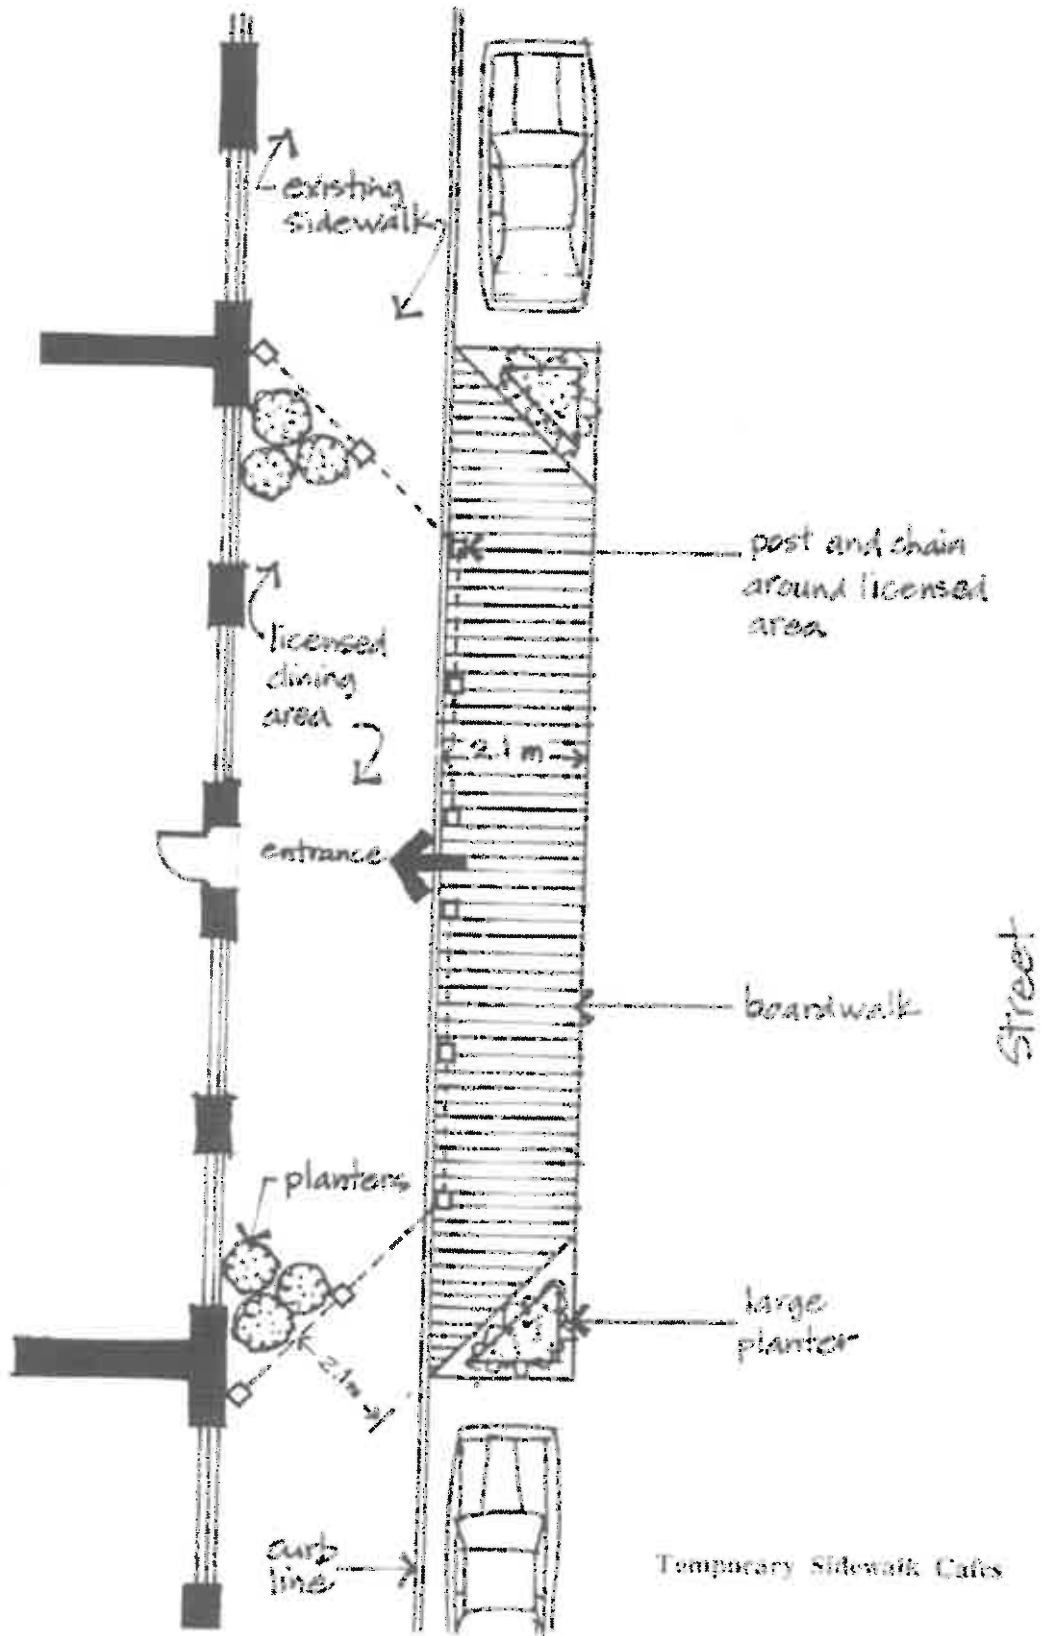 existing
sidewalk
post and chain
around licensed
area
licensed
dining
area
2.1 m
entrance
Street
boardwalk
planters
large
planter
2.1m
curb
line
Temporary Sidewalk Cafes